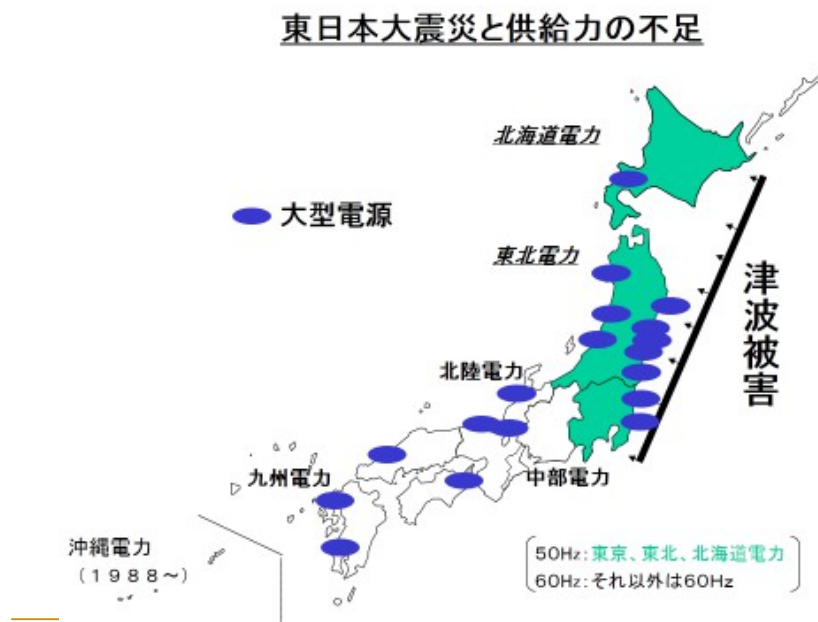 東日本大震災と供給力の不足
北海道電力
大型電源
東北電力
津波被害
北陸電力
九州電力
中部電力
沖縄電力
（１９８８～）
50Hz：東京、東北、北海道電力
60Hz：それ以外は60Hz